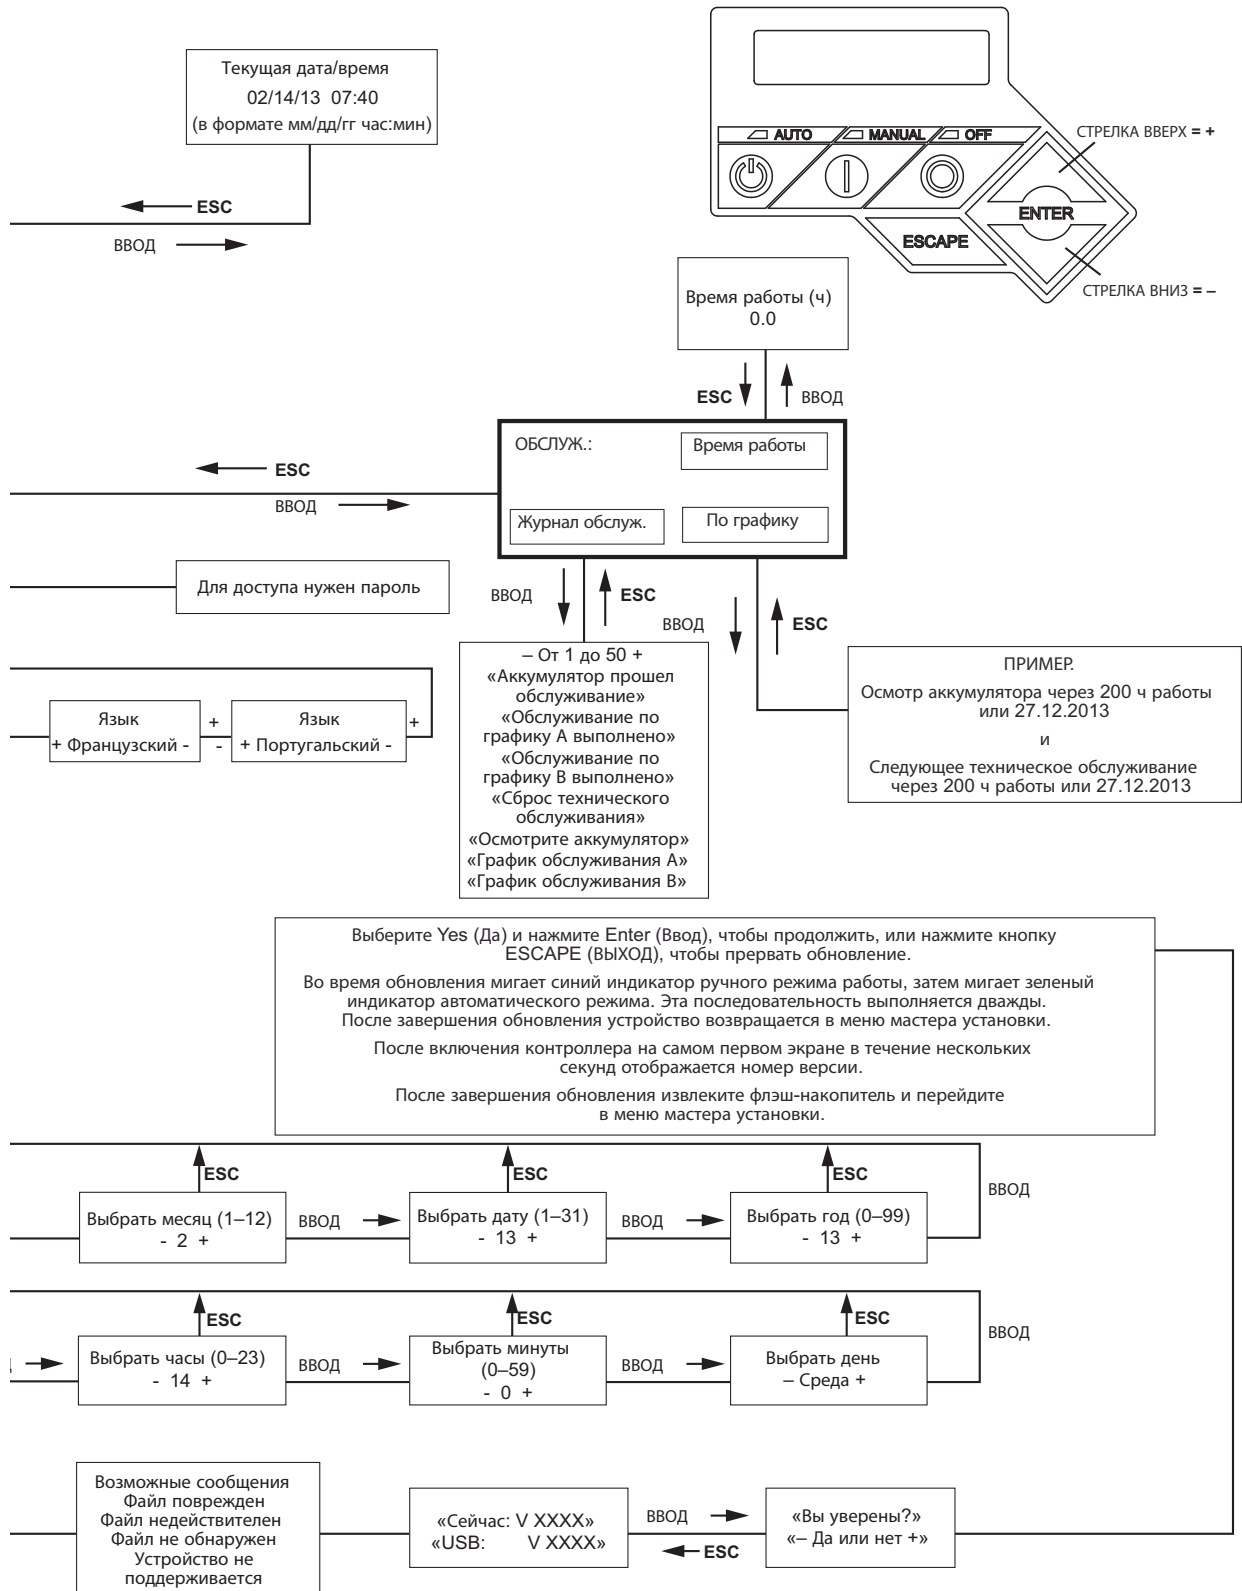 Текущая дата/время
02/14/13 07:40
(в формате мм/дд/гг час:мин)
AUTO
MANUAL
OFF
СТРЕЛКА ВВЕРХ = +
ENTER
ESCAPE
СТРЕЛКА ВНИЗ = –
ESC
ВВОД
Время работы (ч)
0.0
ESC
ВВОД
ОБСЛУЖ.:
Время работы
Журнал обслуж.
По графику
ESC
ВВОД
Для доступа нужен пароль
ВВОД
ESC
ВВОД
ESC
– От 1 до 50 +
«Аккумулятор прошел
обслуживание»
«Обслуживание по
графику A выполнено»
«Обслуживание по
графику B выполнено»
«Сброс технического
обслуживания»
«Осмотрите аккумулятор»
«График обслуживания A»
«График обслуживания B»
ПРИМЕР.
Осмотр аккумулятора через 200 ч работы
или 27.12.2013
и
Следующее техническое обслуживание
через 200 ч работы или 27.12.2013
Язык
+ Французский -
+
-
Язык
+ Португальский -
+
Выберите Yes (Да) и нажмите Enter (Ввод), чтобы продолжить, или нажмите кнопку
ESCAPE (ВЫХОД), чтобы прервать обновление.
Во время обновления мигает синий индикатор ручного режима работы, затем мигает зеленый
индикатор автоматического режима. Эта последовательность выполняется дважды.
После завершения обновления устройство возвращается в меню мастера установки.
После включения контроллера на самом первом экране в течение нескольких
секунд отображается номер версии.
После завершения обновления извлеките флэш-накопитель и перейдите
в меню мастера установки.
ESC
ESC
ESC
Выбрать месяц (1–12)
- 2 +
ВВОД
Выбрать дату (1–31)
- 13 +
ВВОД
Выбрать год (0–99)
- 13 +
ВВОД
ESC
ESC
ESC
Выбрать часы (0–23)
- 14 +
ВВОД
Выбрать минуты
(0–59)
- 0 +
ВВОД
Выбрать день
– Среда +
ВВОД
Возможные сообщения
Файл поврежден
Файл недействителен
Файл не обнаружен
Устройство не
поддерживается
«Сейчас: V XXXX»
«USB: V XXXX»
ВВОД
ESC
«Вы уверены?»
«– Да или нет +»